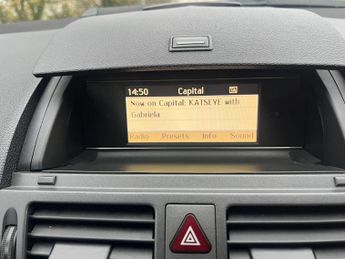 14:50 Capital
Now on Capital: KATSEYE with
Gabriela
Radio Presets Info Sound